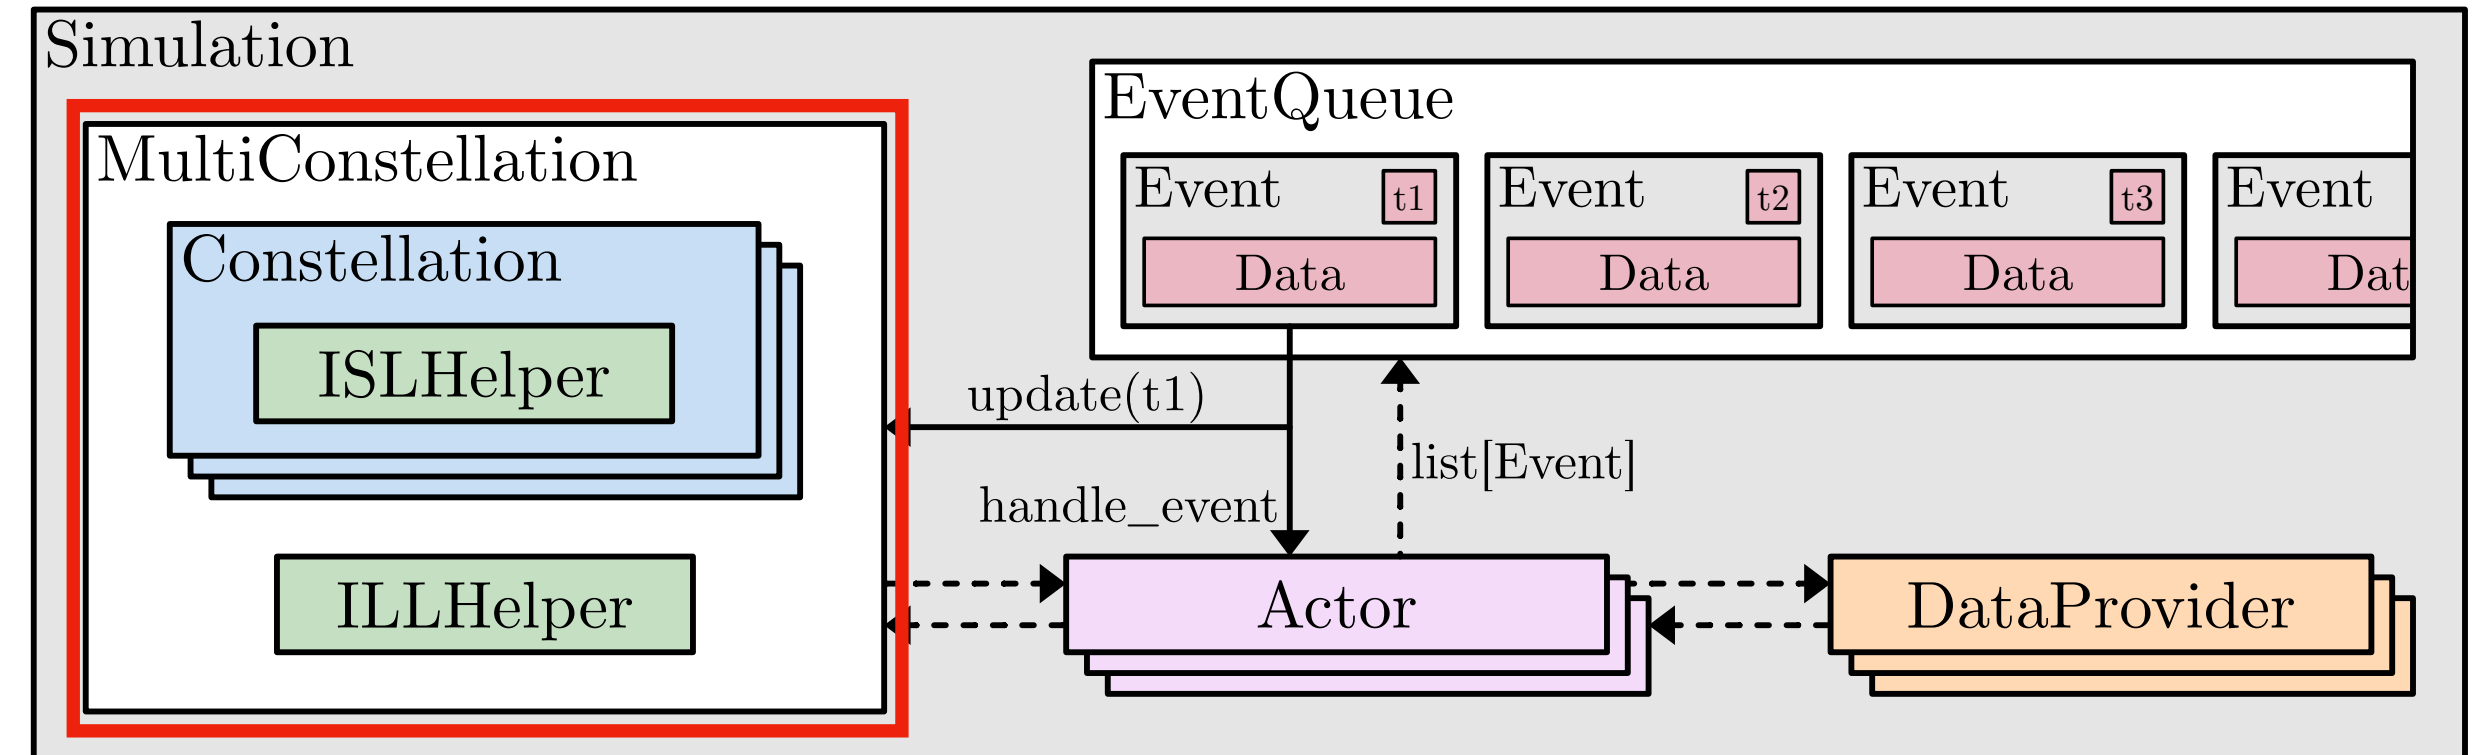 Simulation
MultiConstellation
Constellation
ISLHelper
ILLHelper
EventQueue
Event t1
Data
Event t2
Data
Event t3
Data
Event
Dat
update(t1)
list[Event]
handle_event
Actor
DataProvider